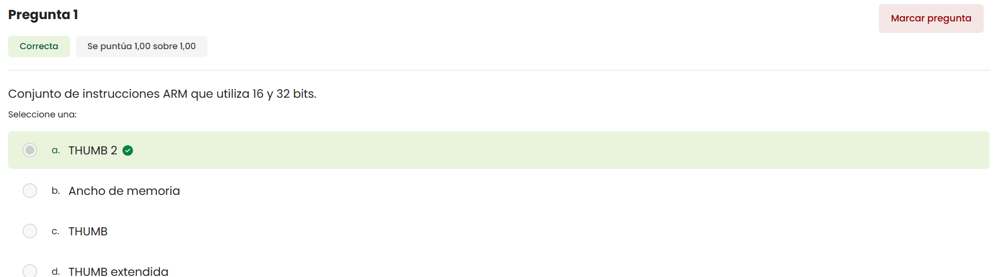 Pregunta 1
Marcar pregunta
Correcta
Se puntúa 1,00 sobre 1,00
Conjunto de instrucciones ARM que utiliza 16 y 32 bits.
Seleccione una:
a. THUMB 2
b. Ancho de memoria
c. THUMB
d. THUMB extendida